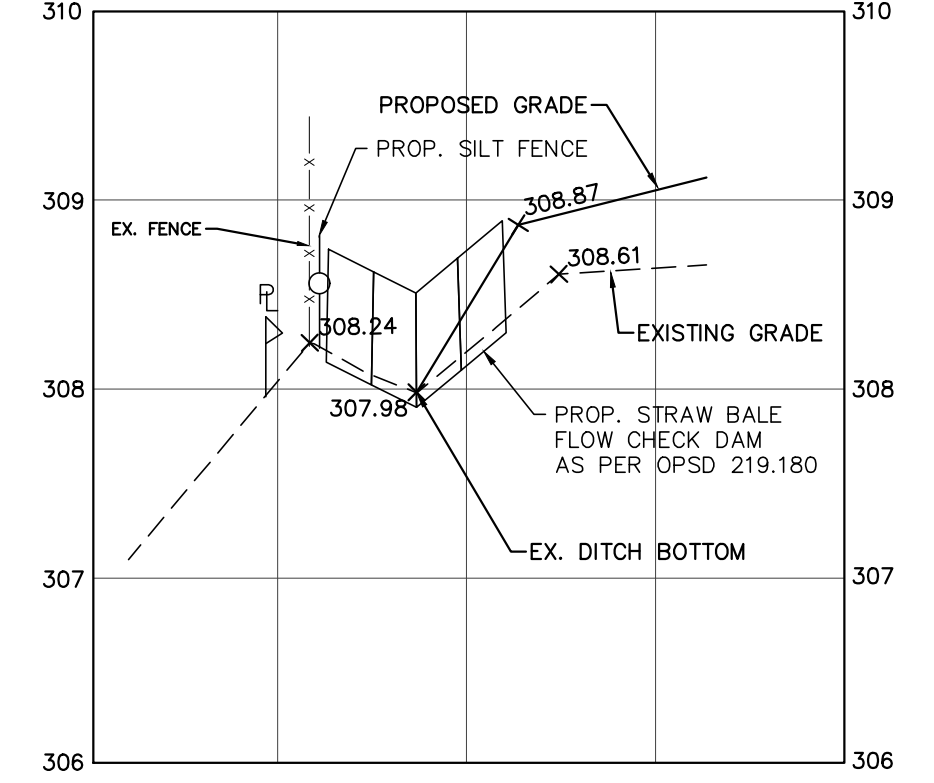 310
310
PROPOSED GRADE
PROP. SILT FENCE
309
309
308.87
EX. FENCE
308.61
PL
308.24
EXISTING GRADE
308
308
307.98
PROP. STRAW BALE
FLOW CHECK DAM
AS PER OPSD 219.180
EX. DITCH BOTTOM
307
307
306
306